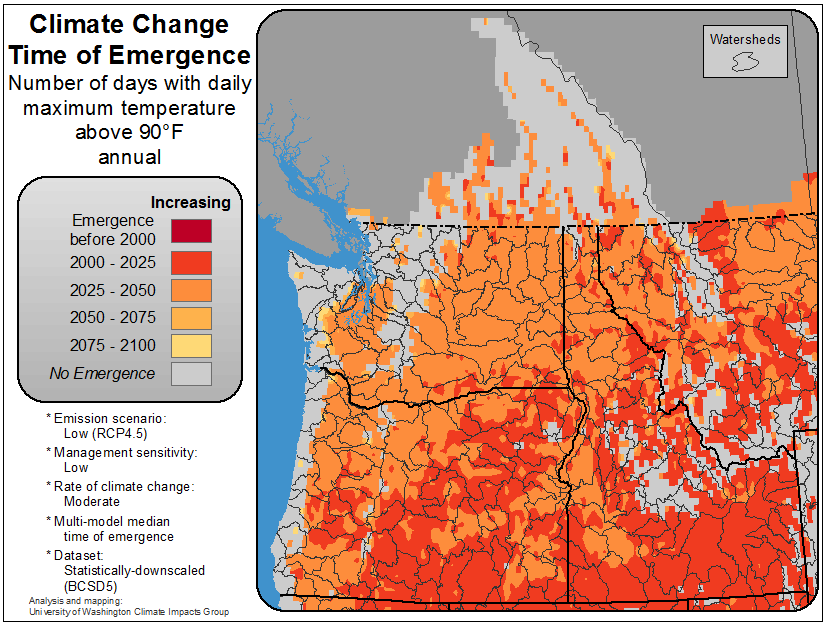 Climate Change
Time of Emergence
Number of days with daily
maximum temperature
above 90°F
annual
Increasing
Emergence
before 2000
2000 - 2025
2025 - 2050
2050 - 2075
2075 - 2100
No Emergence
* Emission scenario:
Low (RCP4.5)
* Management sensitivity:
Low
* Rate of climate change:
Moderate
* Multi-model median
time of emergence
* Dataset:
Statistically-downscaled
(BCSD5)
Analysis and mapping:
University of Washington Climate Impacts Group
Watersheds